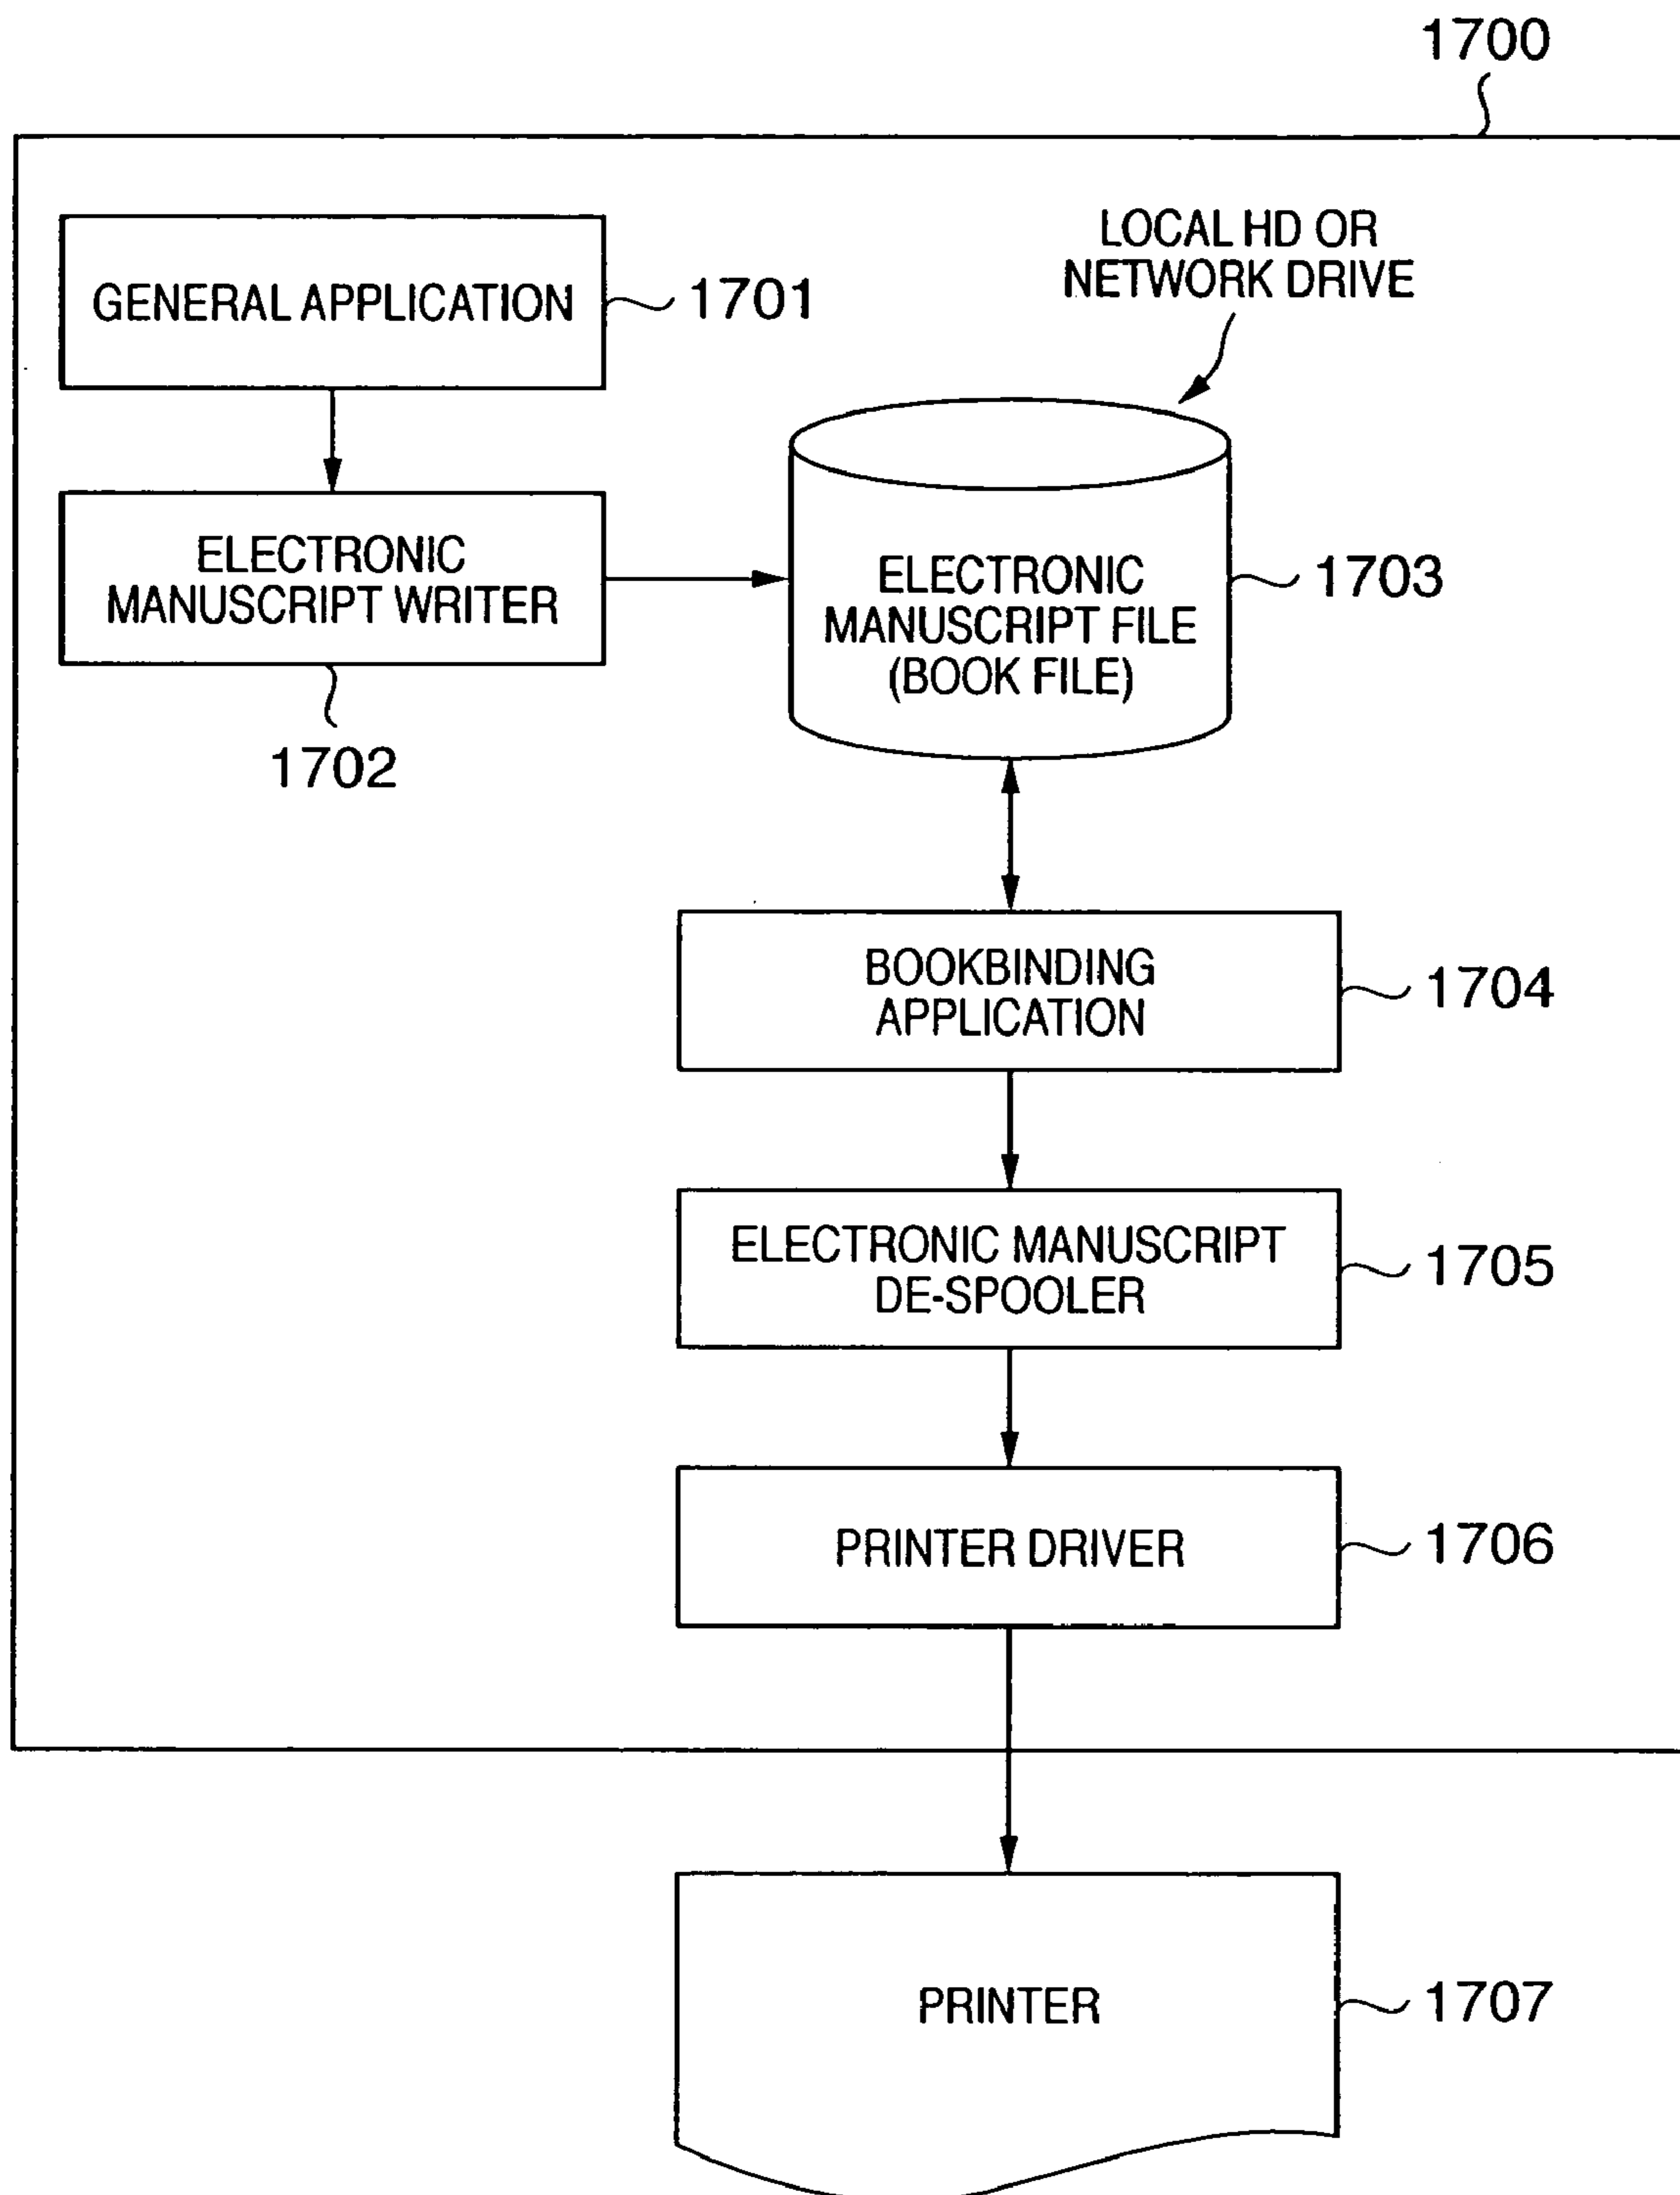 1700
GENERAL APPLICATION
1701
LOCAL HD OR
NETWORK DRIVE
ELECTRONIC
MANUSCRIPT WRITER
1702
ELECTRONIC
MANUSCRIPT FILE
(BOOK FILE)
1703
BOOKBINDING
APPLICATION
1704
ELECTRONIC MANUSCRIPT
DE-SPOOLER
1705
PRINTER DRIVER
1706
PRINTER
1707